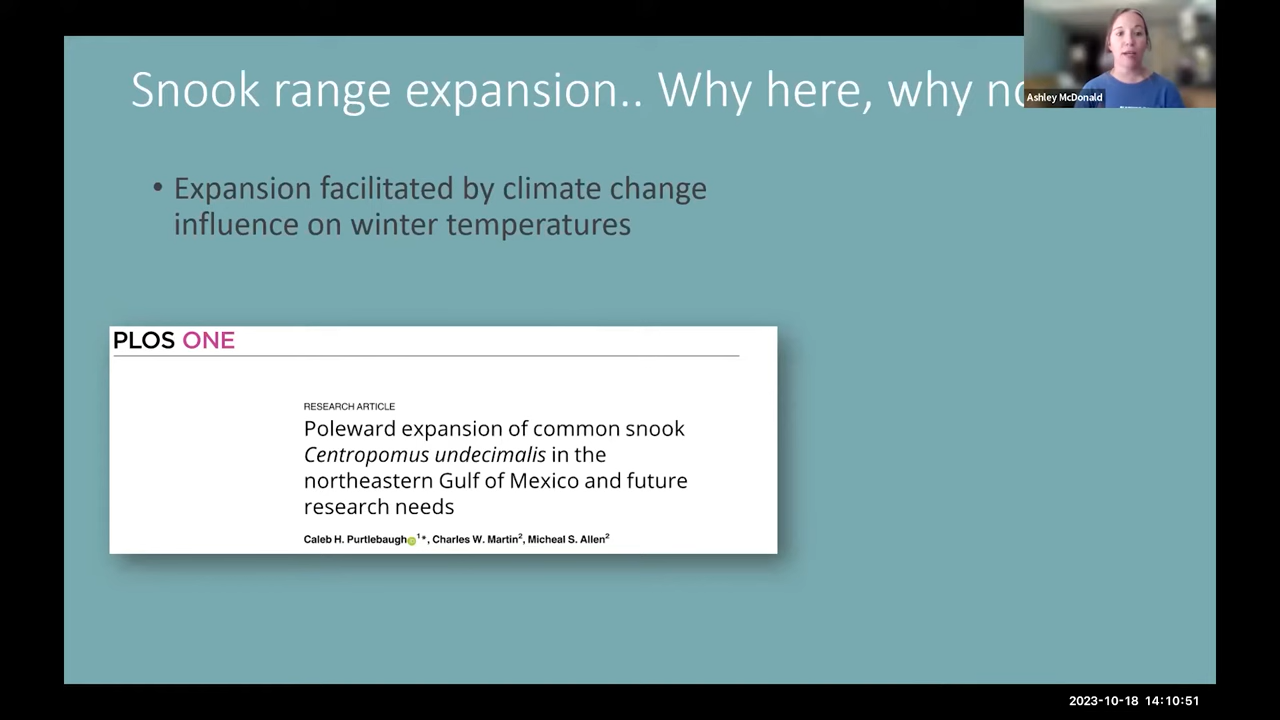 Snook range expansion.. Why here, why
Ashley McDonald
• Expansion facilitated by climate change
influence on winter temperatures
PLOS ONE
RESEARCH ARTICLE
Poleward expansion of common snook
Centropomus undecimalis in the
northeastern Gulf of Mexico and future
research needs
Caleb H. Purtlebaugh 1*, Charles W. Martin2, Micheal S. Allen2
2023-10-18 14:10:51